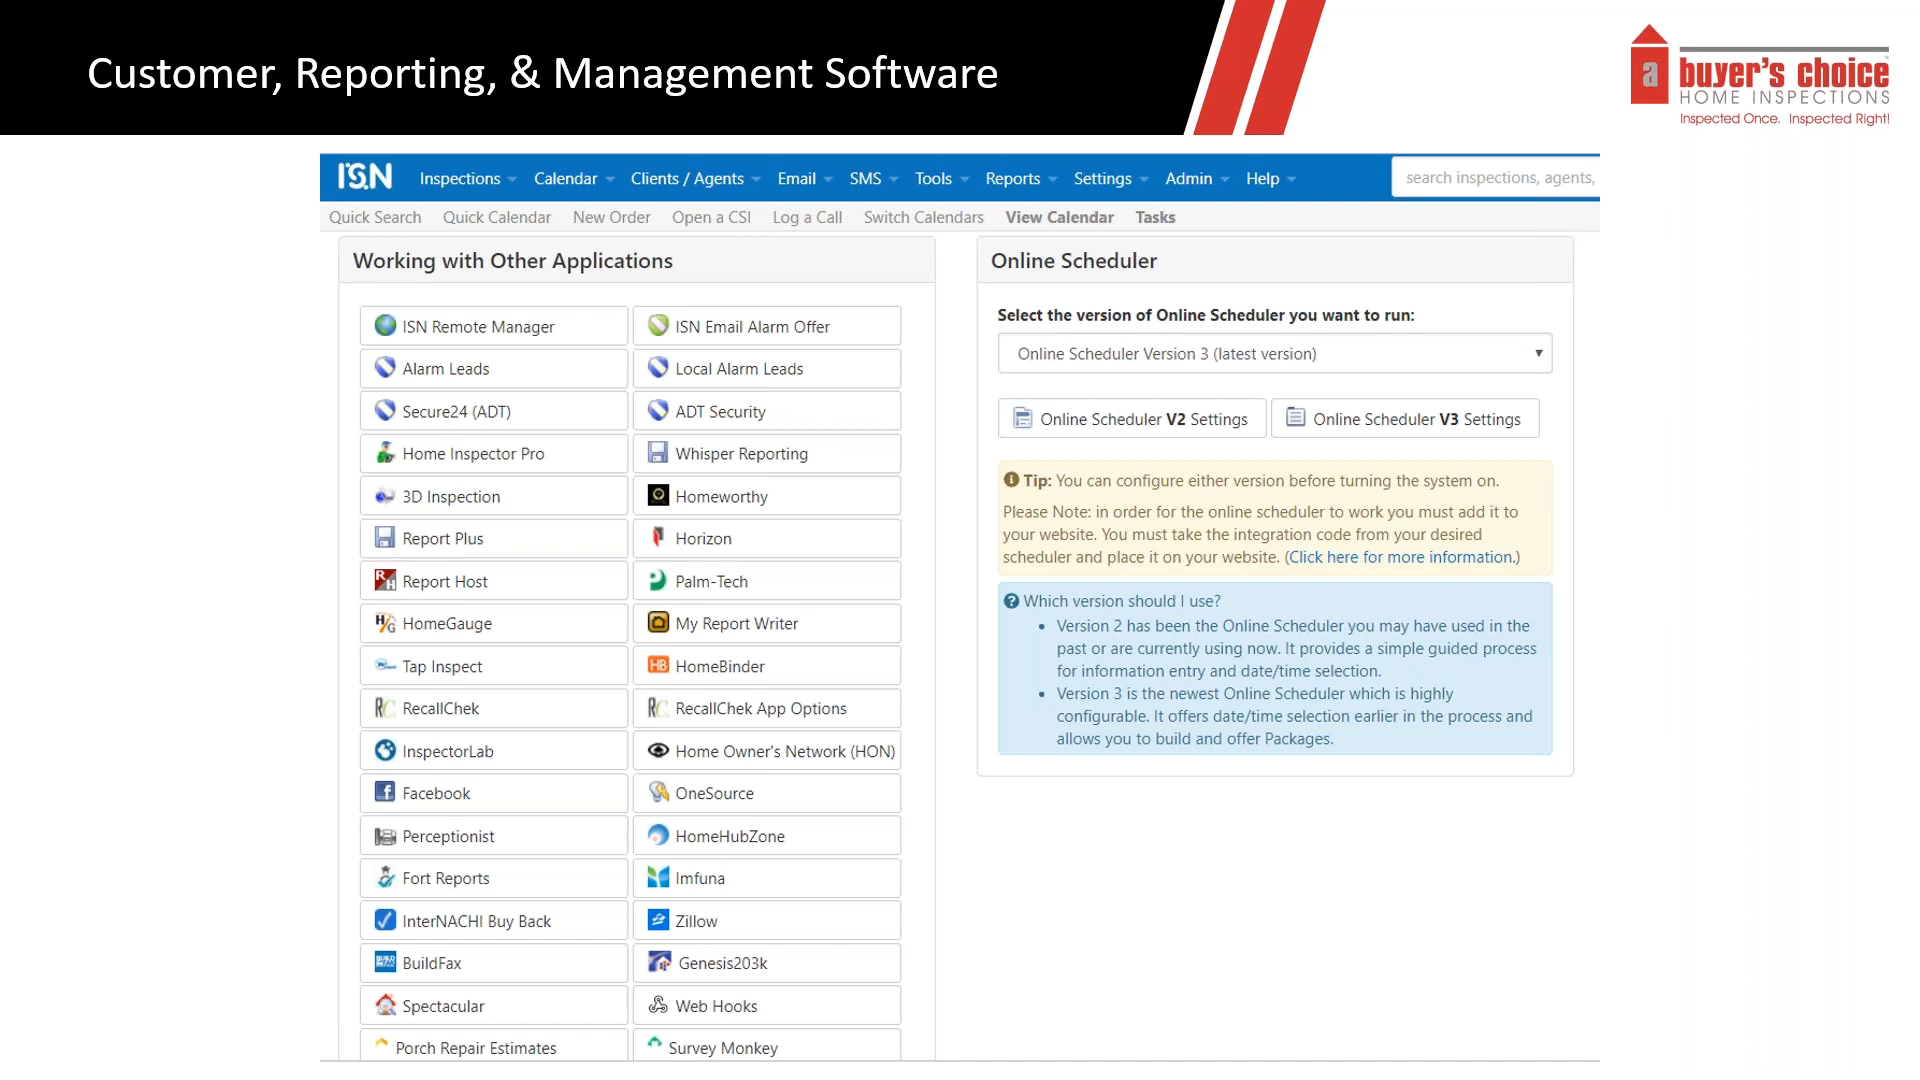 Customer, Reporting, & Management Software
a buyer's choice
HOME INSPECTIONS
Inspected Once. Inspected Right!
ISN Inspections Calendar Clients / Agents Email SMS Tools Reports Settings Admin Help search inspections, agents,
Quick Search Quick Calendar New Order Open a CSI Log a Call Switch Calendars View Calendar Tasks
Working with Other Applications
ISN Remote Manager ISN Email Alarm Offer
Alarm Leads Local Alarm Leads
Secure24 (ADT) ADT Security
Home Inspector Pro Whisper Reporting
3D Inspection Homeworthy
Report Plus Horizon
Report Host Palm-Tech
HomeGauge My Report Writer
Tap Inspect HomeBinder
RecallChek RecallChek App Options
InspectorLab Home Owner's Network (HON)
Facebook OneSource
Perceptionist HomeHubZone
Fort Reports Imfuna
InterNACHI Buy Back Zillow
BuildFax Genesis203k
Spectacular Web Hooks
Porch Repair Estimates Survey Monkey
Online Scheduler
Select the version of Online Scheduler you want to run:
Online Scheduler Version 3 (latest version)
Online Scheduler V2 Settings Online Scheduler V3 Settings
Tip: You can configure either version before turning the system on.
Please Note: in order for the online scheduler to work you must add it to
your website. You must take the integration code from your desired
scheduler and place it on your website. (Click here for more information.)
Which version should I use?
• Version 2 has been the Online Scheduler you may have used in the
past or are currently using now. It provides a simple guided process
for information entry and date/time selection.
• Version 3 is the newest Online Scheduler which is highly
configurable. It offers date/time selection earlier in the process and
allows you to build and offer Packages.